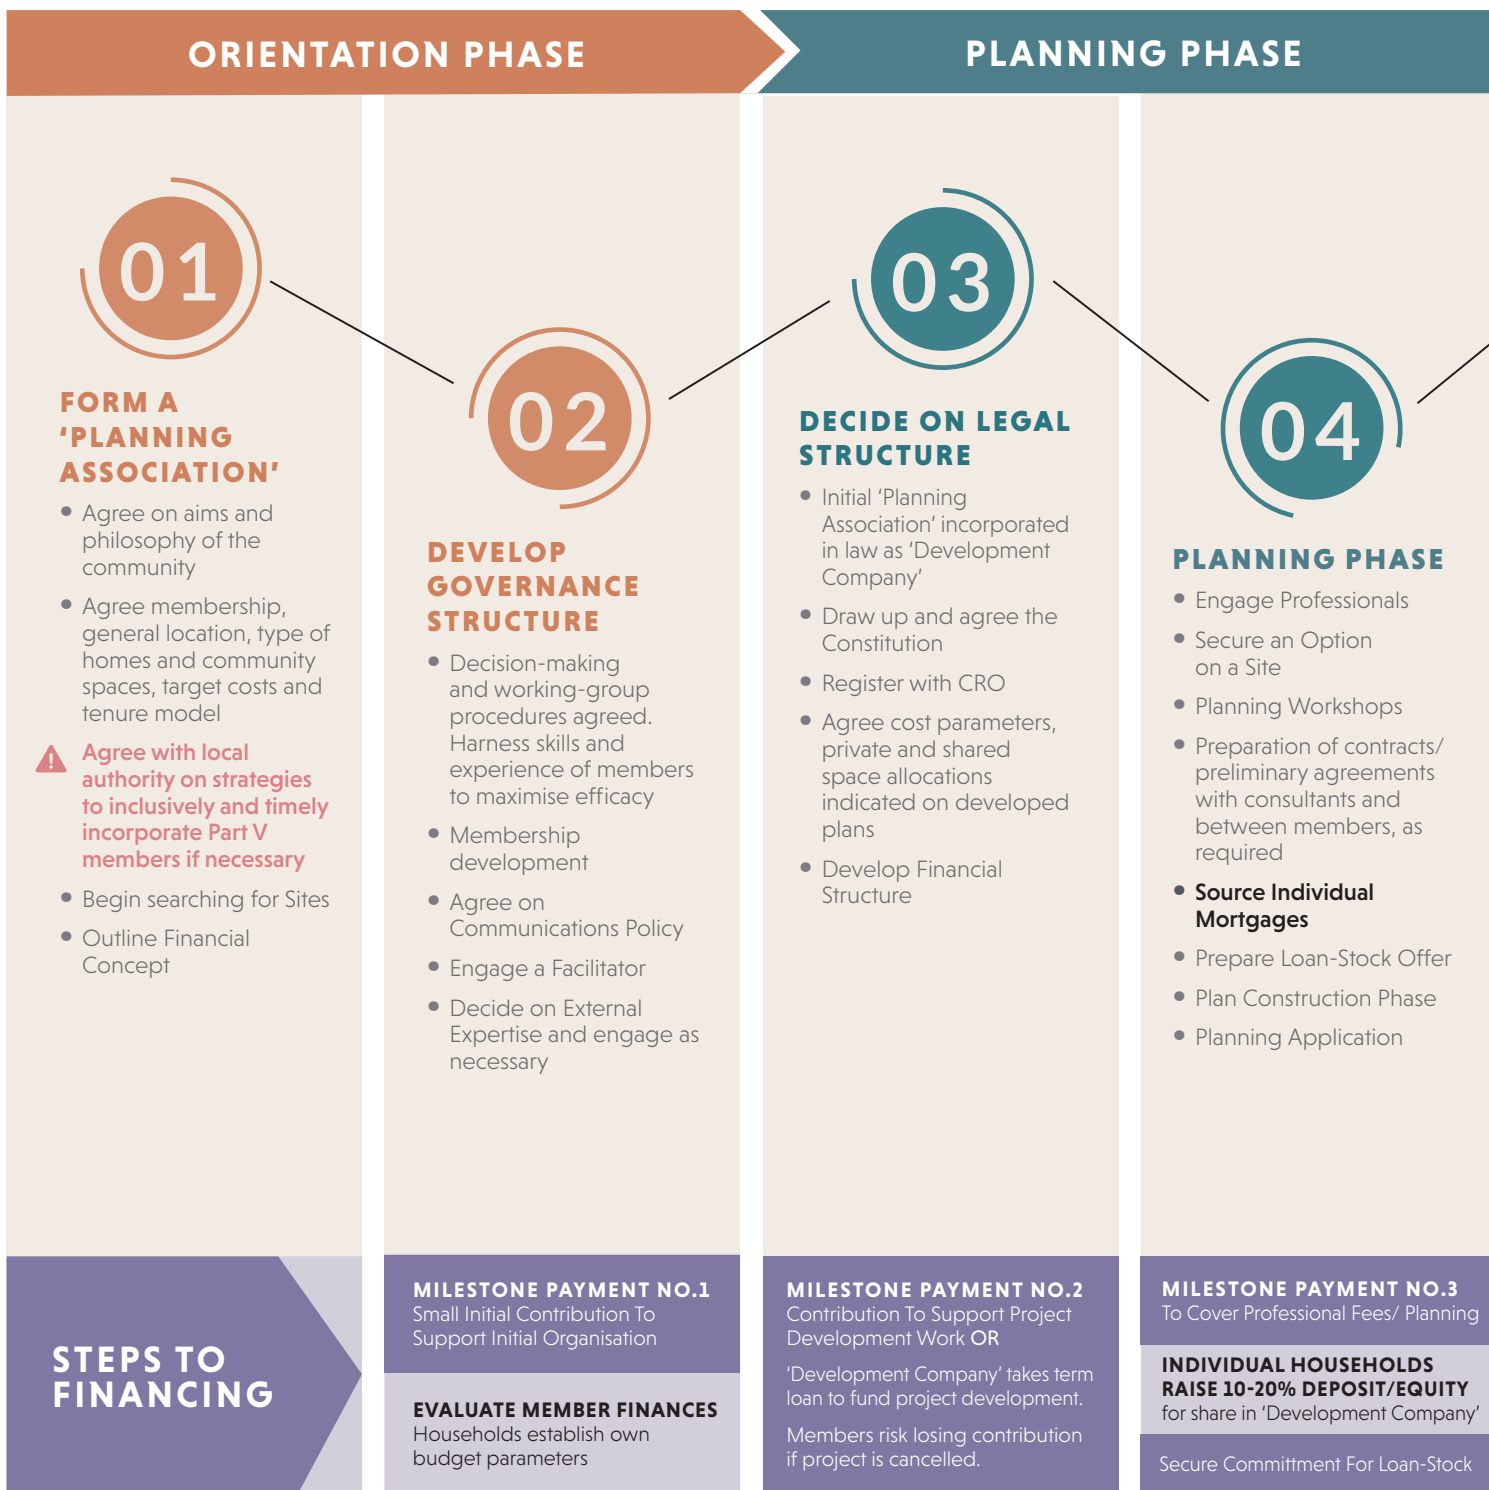 ORIENTATION PHASE
PLANNING PHASE
01
FORM A
‘PLANNING
ASSOCIATION’
• Agree on aims and
philosophy of the
community
• Agree membership,
general location, type of
homes and community
spaces, target costs and
tenure model
Agree with local
authority on strategies
to inclusively and timely
incorporate Part V
members if necessary
• Begin searching for Sites
• Outline Financial
Concept
02
DEVELOP
GOVERNANCE
STRUCTURE
• Decision-making
and working-group
procedures agreed.
Harness skills and
experience of members
to maximise efficacy
• Membership
development
• Agree on
Communications Policy
• Engage a Facilitator
• Decide on External
Expertise and engage as
necessary
03
DECIDE ON LEGAL
STRUCTURE
• Initial ‘Planning
Association’ incorporated
in law as ‘Development
Company’
• Draw up and agree the
Constitution
• Register with CRO
• Agree cost parameters,
private and shared
space allocations
indicated on developed
plans
• Develop Financial
Structure
04
PLANNING PHASE
• Engage Professionals
• Secure an Option
on a Site
• Planning Workshops
• Preparation of contracts/
preliminary agreements
with consultants and
between members, as
required
• Source Individual
Mortgages
• Prepare Loan-Stock Offer
• Plan Construction Phase
• Planning Application
STEPS TO
FINANCING
MILESTONE PAYMENT NO.1
Small Initial Contribution To
Support Initial Organisation
EVALUATE MEMBER FINANCES
Households establish own
budget parameters
MILESTONE PAYMENT NO.2
Contribution To Support Project
Development Work OR
‘Development Company’ takes term
loan to fund project development.
Members risk losing contribution
if project is cancelled.
MILESTONE PAYMENT NO.3
To Cover Professional Fees/ Planning
INDIVIDUAL HOUSEHOLDS
RAISE 10-20% DEPOSIT/EQUITY
for share in ‘Development Company’
Secure Committment For Loan-Stock